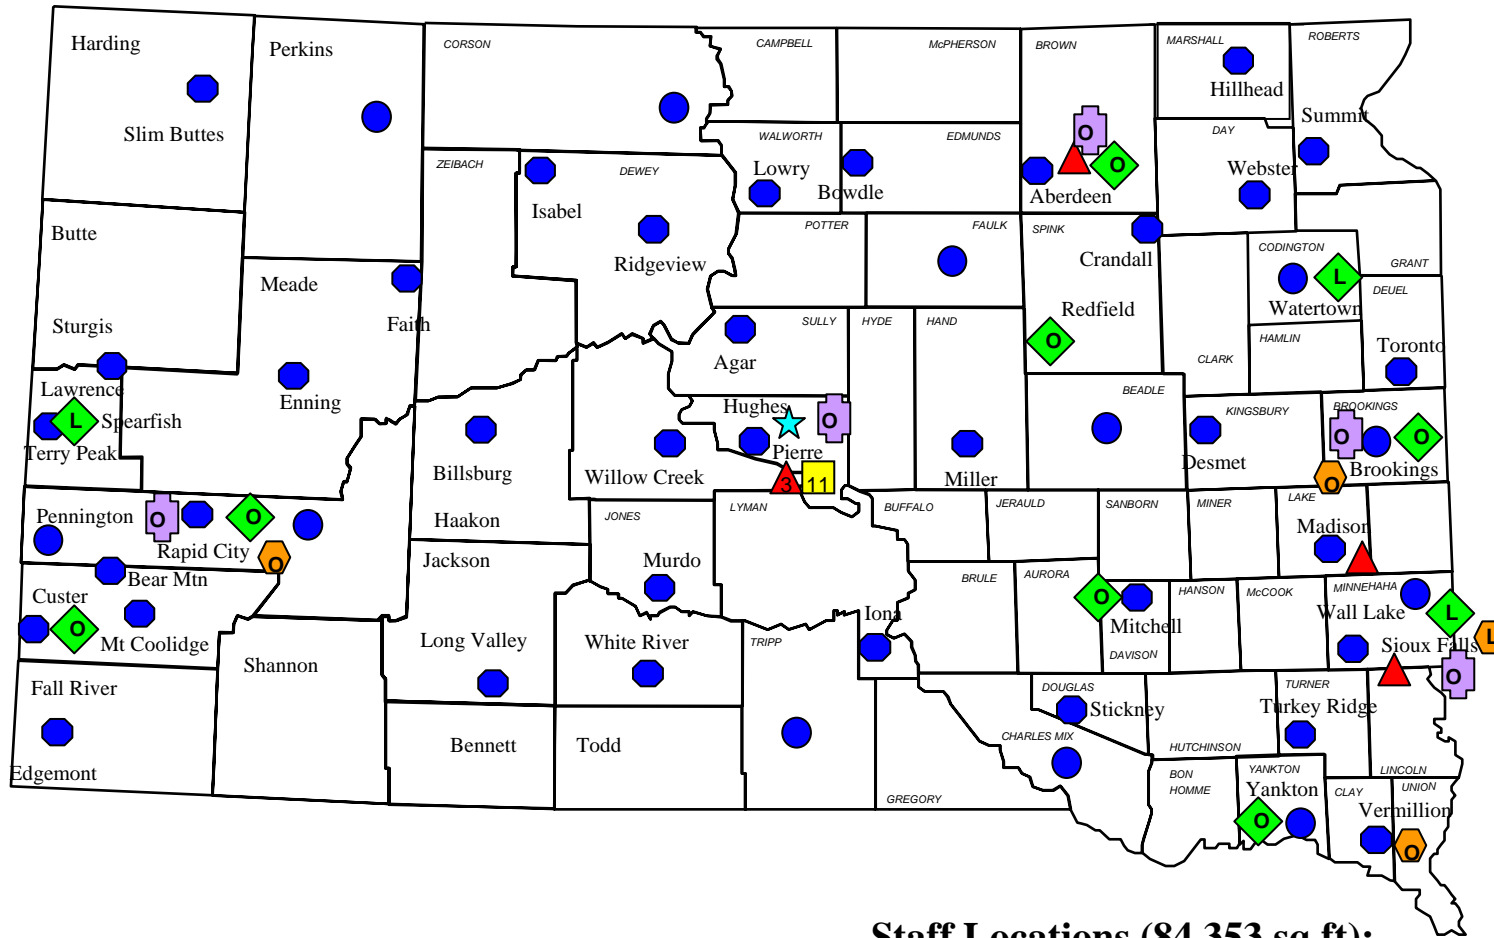 Harding
Perkins
CORSON
CAMPBELL
McPHERSON
BROWN
MARSHALL
ROBERTS
Hillhead
Slim Buttes
Summit
O
WALWORTH
EDMUNDS
DAY
ZEIBACH
DEWEY
Lowry
Bowdle
O
Webster
Aberdeen
Isabel
Butte
POTTER
FAULK
SPINK
CODINGTON
Ridgeview
Crandall
GRANT
Meade
L
DEUEL
Watertown
Faith
Sturgis
SULLY
HYDE
HAND
Redfield
O
HAMLIN
Toronto
Agar
CLARK
Lawrence
Enning
BEADLE
Hughes
BROOKINGS
KINGSBURY
L
Spearfish
O
O
O
Terry Peak
Pierre
Desmet
Brookings
Billsburg
Willow Creek
Miller
3
11
O
LAKE
Pennington
O
O
Haakon
JONES
LYMAN
BUFFALO
JERAULD
SANBORN
MINER
Madison
Rapid City
O
Jackson
Murdo
Bear Mtn
BRULE
AURORA
HANSON
McCOOK
MINNEHAHA
Custer
O
O
Iona
Wall Lake
L
Mitchell
Mt Coolidge
Long Valley
White River
TRIPP
DAVISON
Sioux Falls
L
Shannon
O
Fall River
DOUGLAS
TURNER
Stickney
Turkey Ridge
Bennett
Todd
CHARLES MIX
HUTCHINSON
Edgemont
BON
HOMME
YANKTON
LINCOLN
Yankton
CLAY
UNION
GREGORY
Vermillion
O
O
Staff Locations (84,353 sq ft):